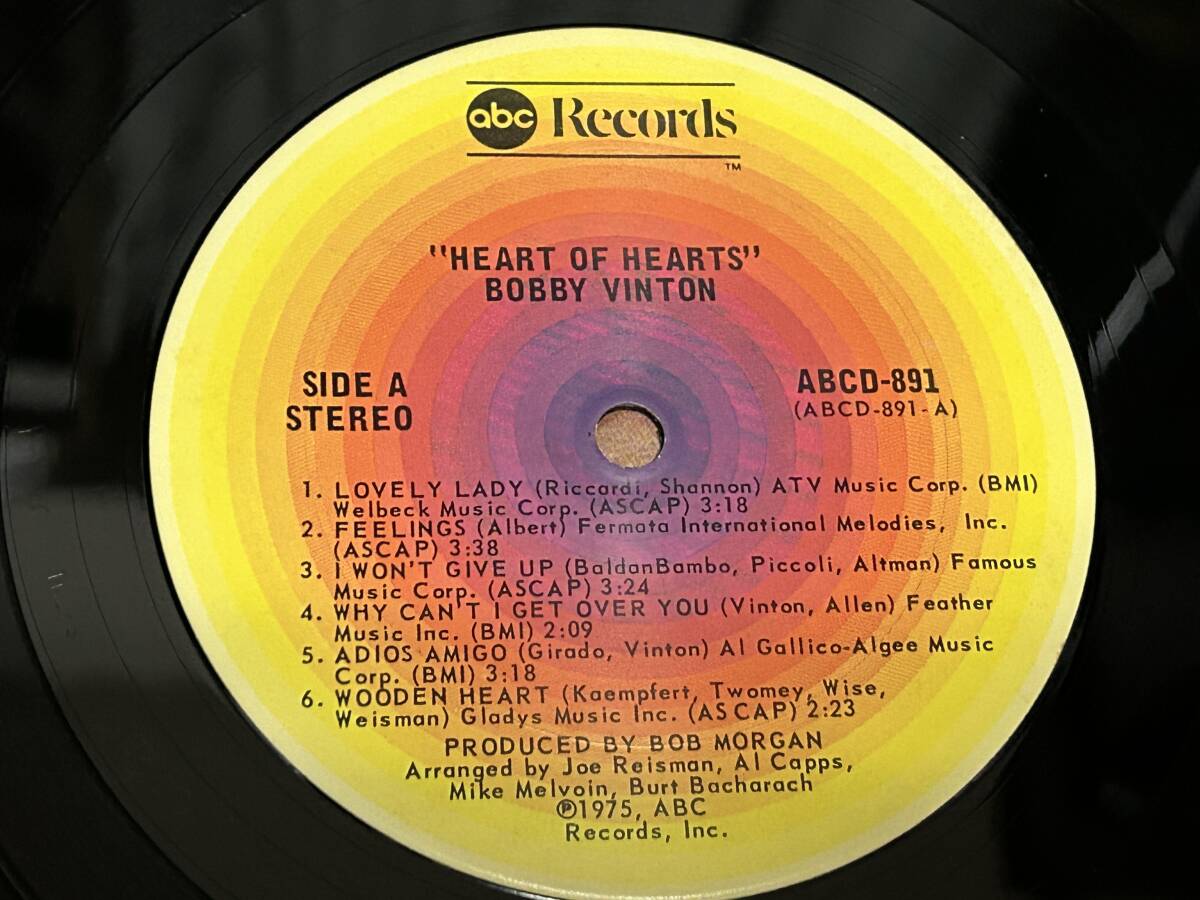 abc Records
TM
"HEART OF HEARTS"
BOBBY VINTON
SIDE A
STEREO
ABCD-891
(ABCD-891-A)
1. LOVELY LADY (Riccardi, Shannon) ATV Music Corp. (BMI)
Welbeck Music Corp. (ASCAP) 3:18
2. FEELINGS (Albert) Fermata International Melodies, Inc.
(ASCAP) 3:38
3. I WON'T GIVE UP (BaldanBambo, Piccoli, Altman) Famous
Music Corp. (ASCAP) 3:24
4. WHY CAN'T I GET OVER YOU (Vinton, Allen) Feather
Music Inc. (BMI) 2:09
5. ADIOS AMIGO (Girado, Vinton) Al Gallico-Algee Music
Corp. (BMI) 3:18
6. WOODEN HEART (Kaempfert, Twomey, Wise,
Weisman) Gladys Music Inc. (ASCAP) 2:23
PRODUCED BY BOB MORGAN
Arranged by Joe Reisman, Al Capps,
Mike Melvoin, Burt Bacharach
℗1975, ABC
Records, Inc.